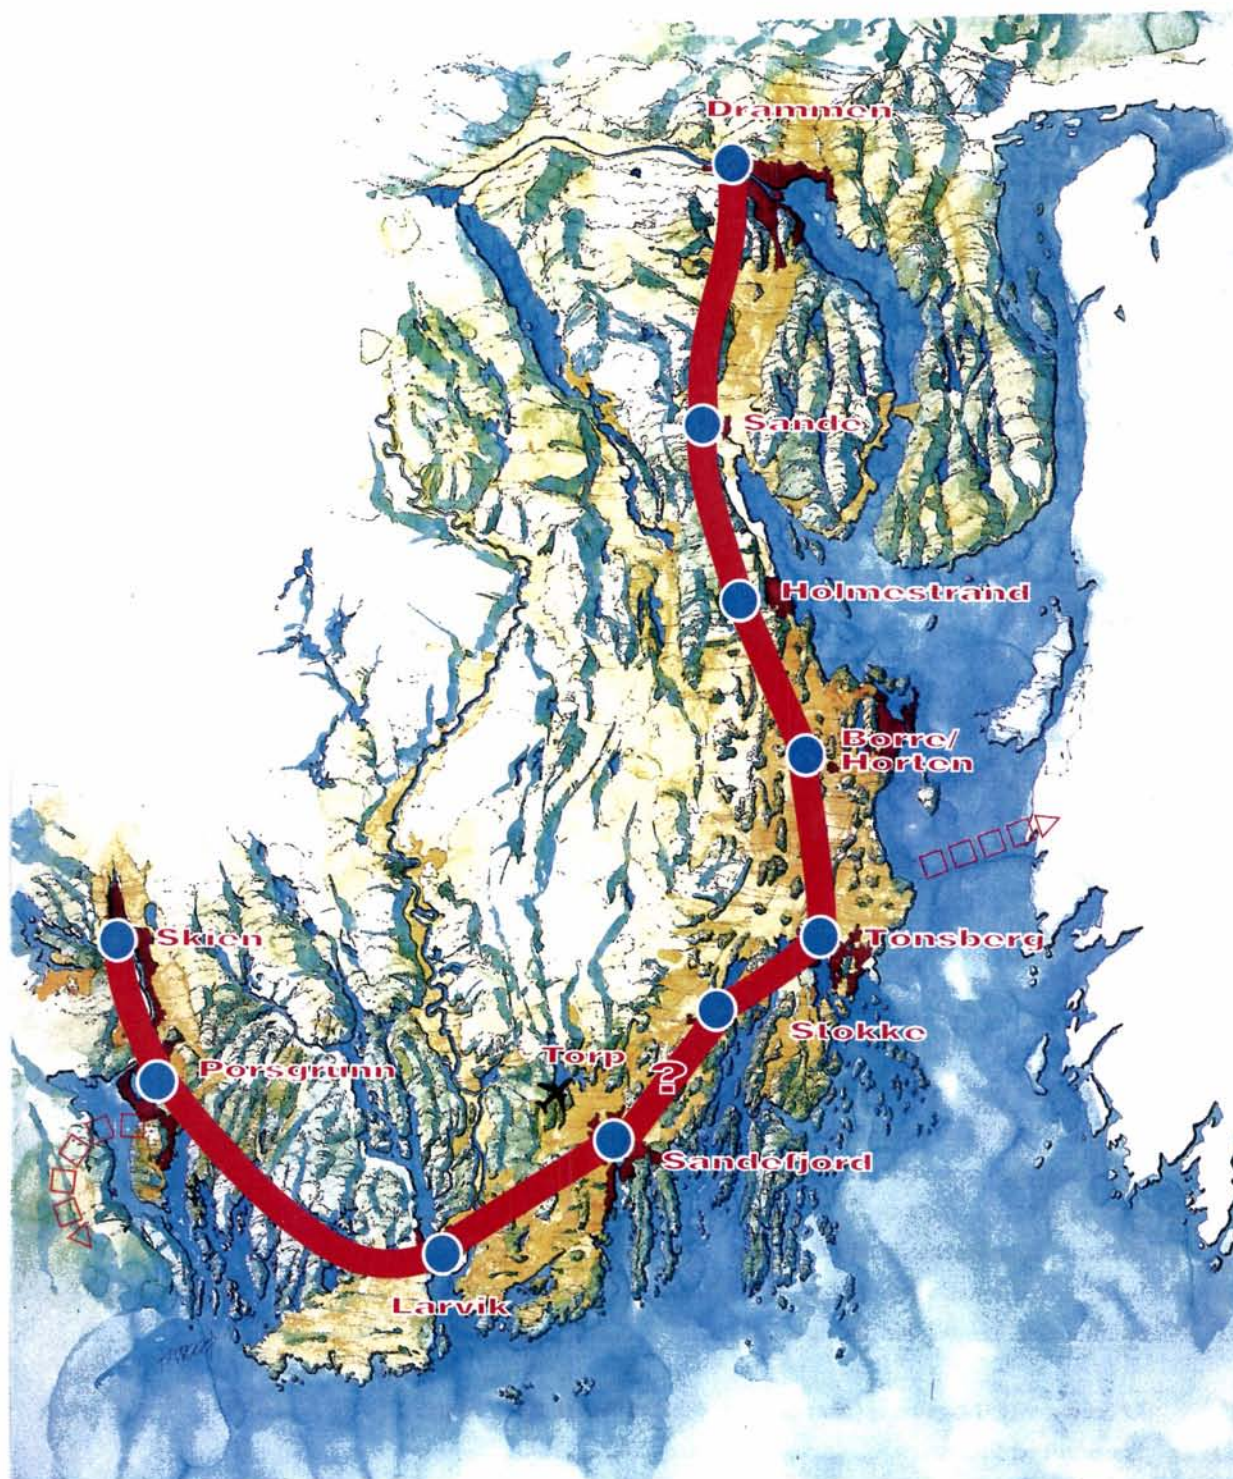 Drammen
Sande
Holmestrand
Borre/
Horten
Skien
Tønsberg
Stokke
Torp
?
Porsgrunn
Sandefjord
Larvik